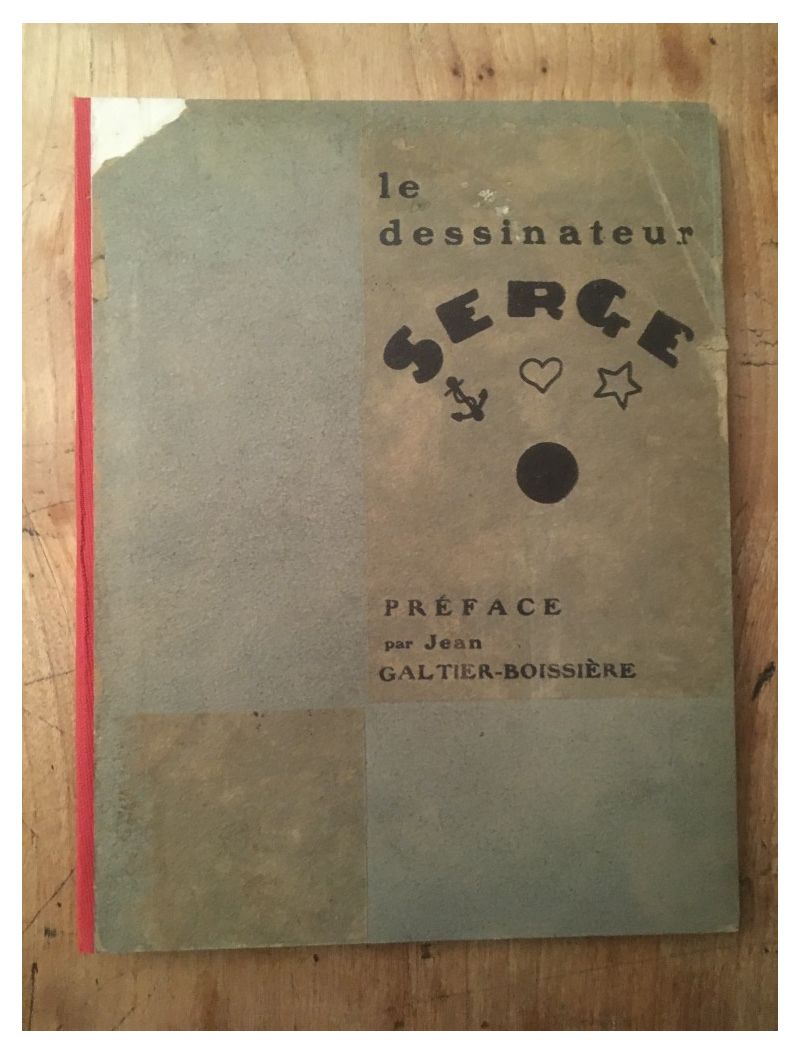 le
dessinateur
SERGE
PRÉFACE
par Jean
GALTIER-BOISSIÈRE